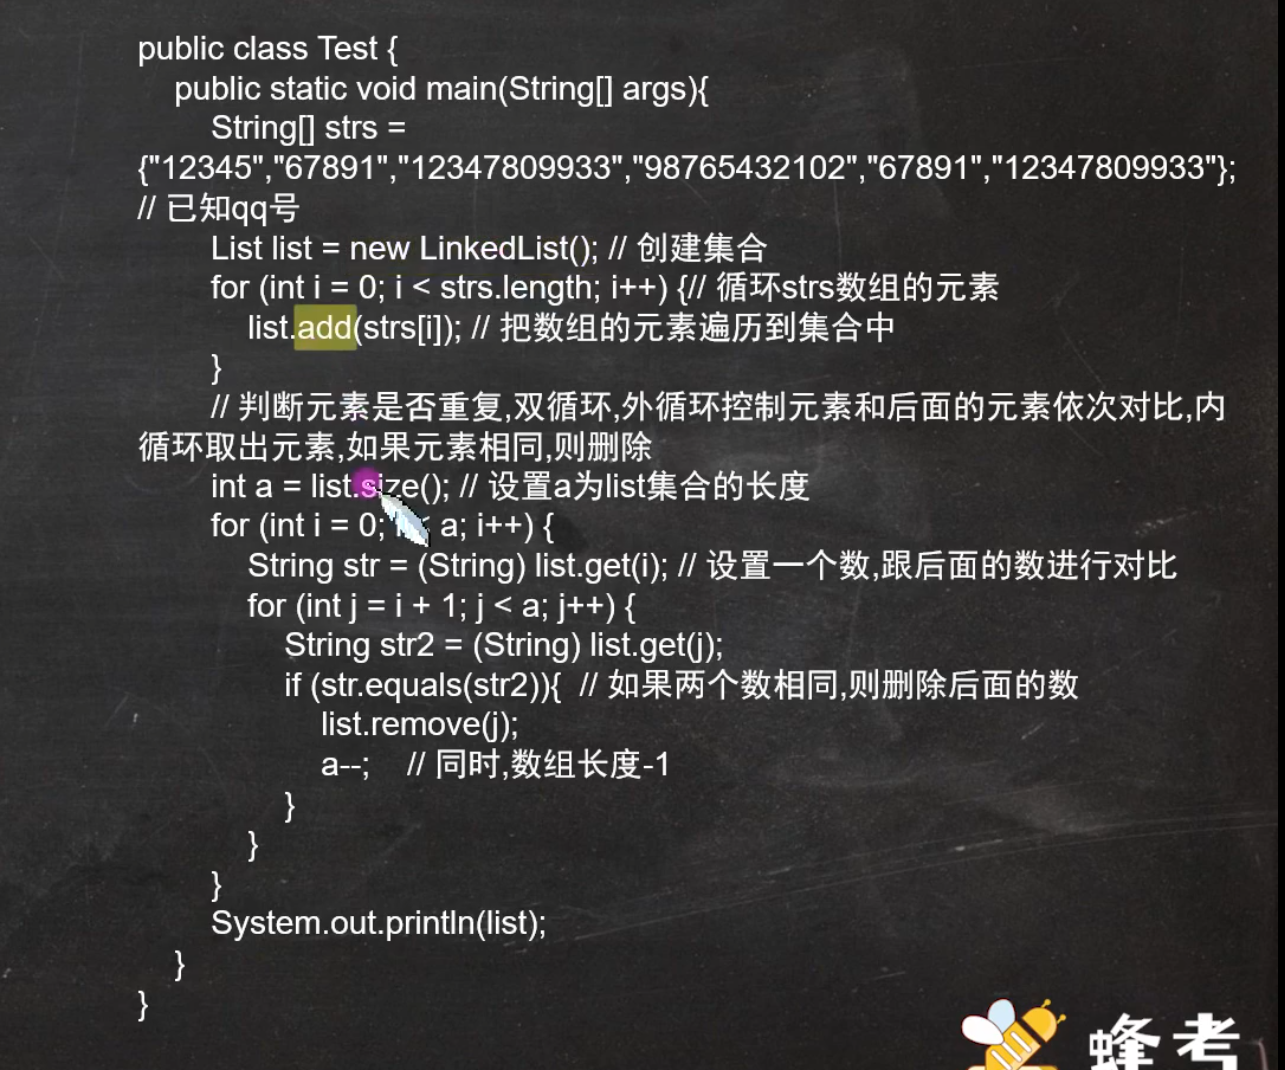 public class Test {
public static void main(String[] args){
String[] strs =
{"12345","67891","12347809933","98765432102","67891","12347809933"};
// 已知qq号
List list = new LinkedList(); // 创建集合
for (int i = 0; i < strs.length; i++) {// 循环strs数组的元素
list.add(strs[i]); // 把数组的元素遍历到集合中
}
// 判断元素是否重复,双循环,外循环控制元素和后面的元素依次对比,内
循环取出元素,如果元素相同,则删除
int a = list.size(); // 设置a为list集合的长度
for (int i = 0; i < a; i++) {
String str = (String) list.get(i); // 设置一个数,跟后面的数进行对比
for (int j = i + 1; j < a; j++) {
String str2 = (String) list.get(j);
if (str.equals(str2)){ // 如果两个数相同,则删除后面的数
list.remove(j);
a--; // 同时,数组长度-1
}
}
}
System.out.println(list);
}
}
蜂考